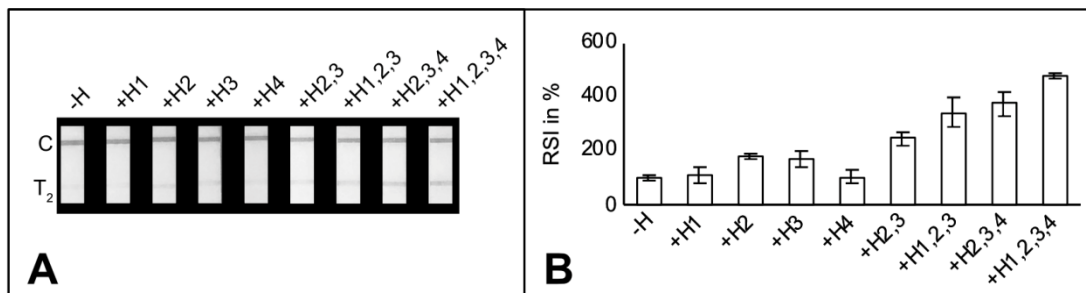 -H +H1 +H2 +H3 +H4 +H2,3 +H1,2,3 +H2,3,4 +H1,2,3,4
C
T2
A
RSI in %
600
400
200
0
-H +H1 +H2 +H3 +H4 +H2,3 +H1,2,3 +H2,3,4 +H1,2,3,4
B